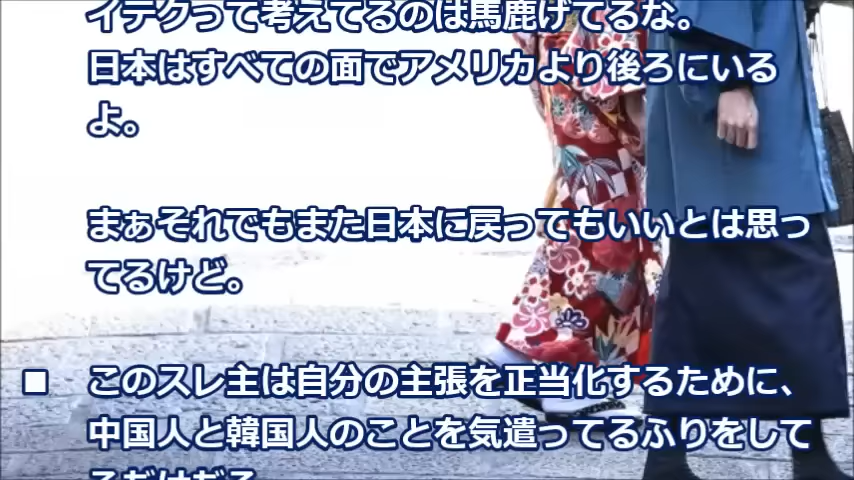 イテクって考えてるのは馬鹿げてるな。
日本はすべての面でアメリカより後ろにいる
よ。
まぁそれでもまた日本に戻ってもいいとは思っ
てるけど。
■ このスレ主は自分の主張を正当化するために、
中国人と韓国人のことを気遣ってるふりをして
るだけだろ